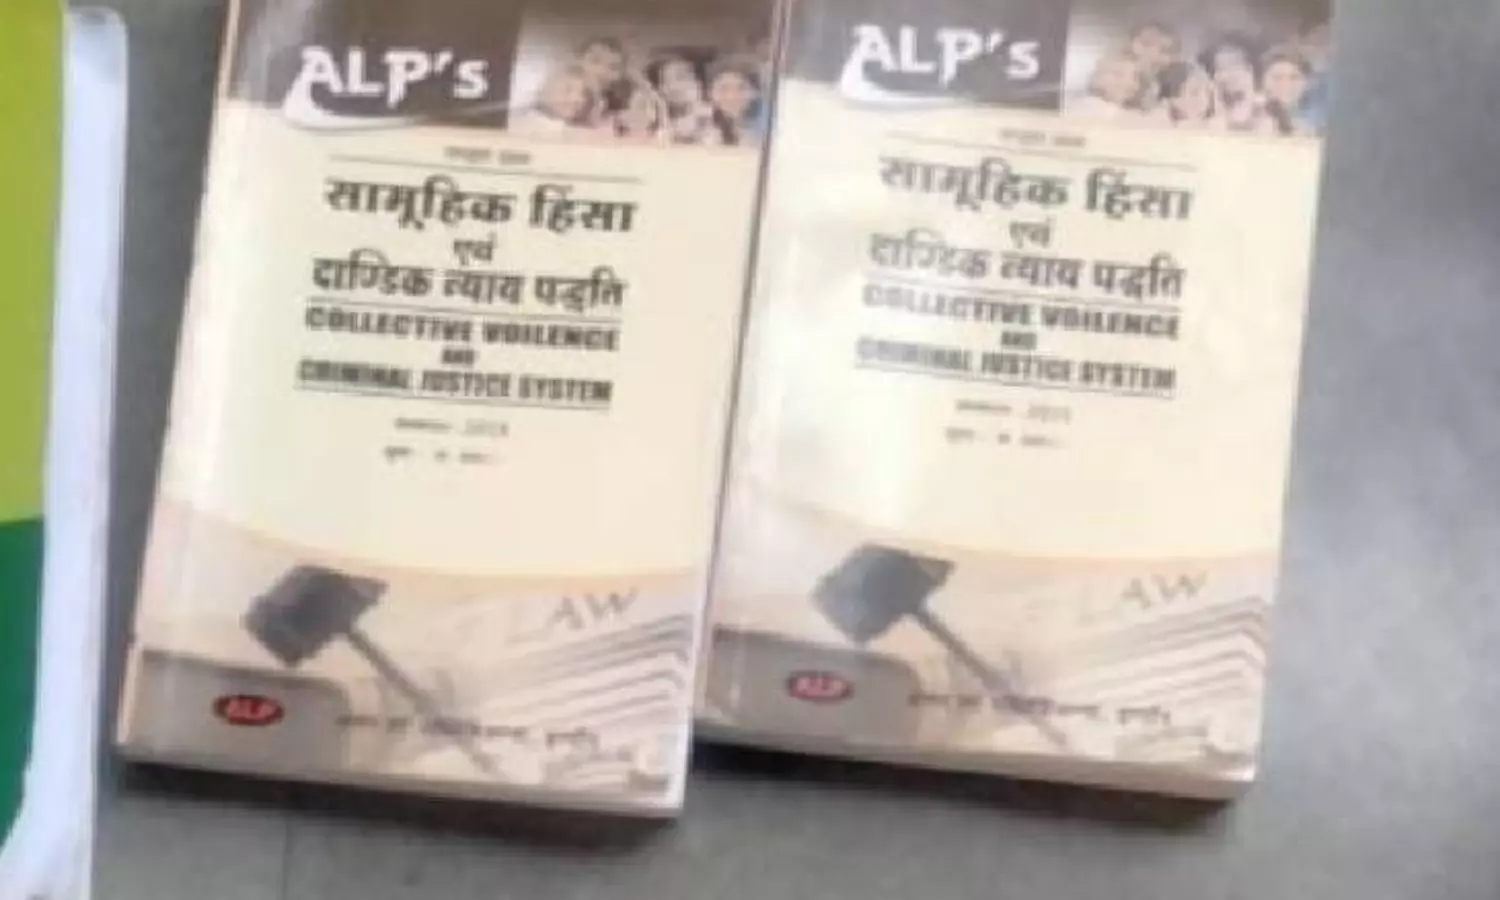 ALP's
सामूहिक हिंसा
एवं
दाण्डिक न्याय पद्धति
COLLECTIVE VOILENCE
AND
CRIMINAL JUSTICE SYSTEM
LAW
ALP
ALP's
सामूहिक हिंसा
एवं
दाण्डिक न्याय पद्धति
COLLECTIVE VOILENCE
AND
CRIMINAL JUSTICE SYSTEM
LAW
ALP